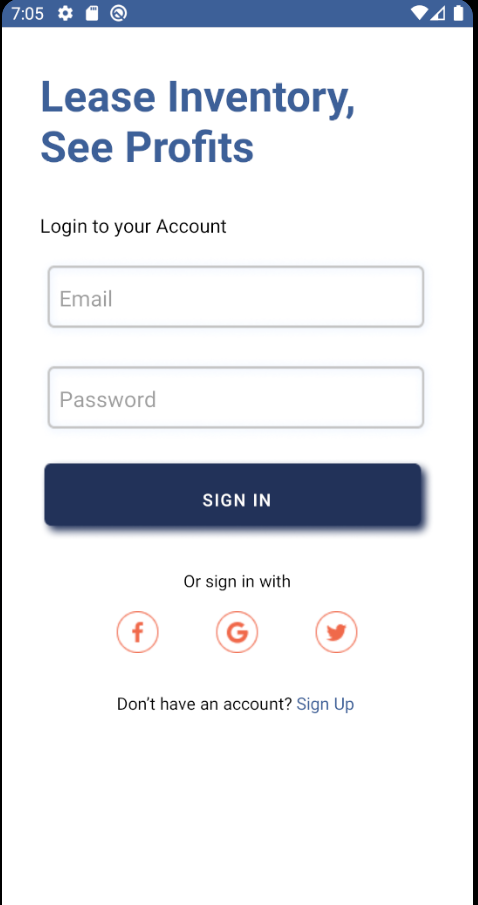 7:05
Lease Inventory,
See Profits
Login to your Account
Email
Password
SIGN IN
Or sign in with
Don’t have an account? Sign Up